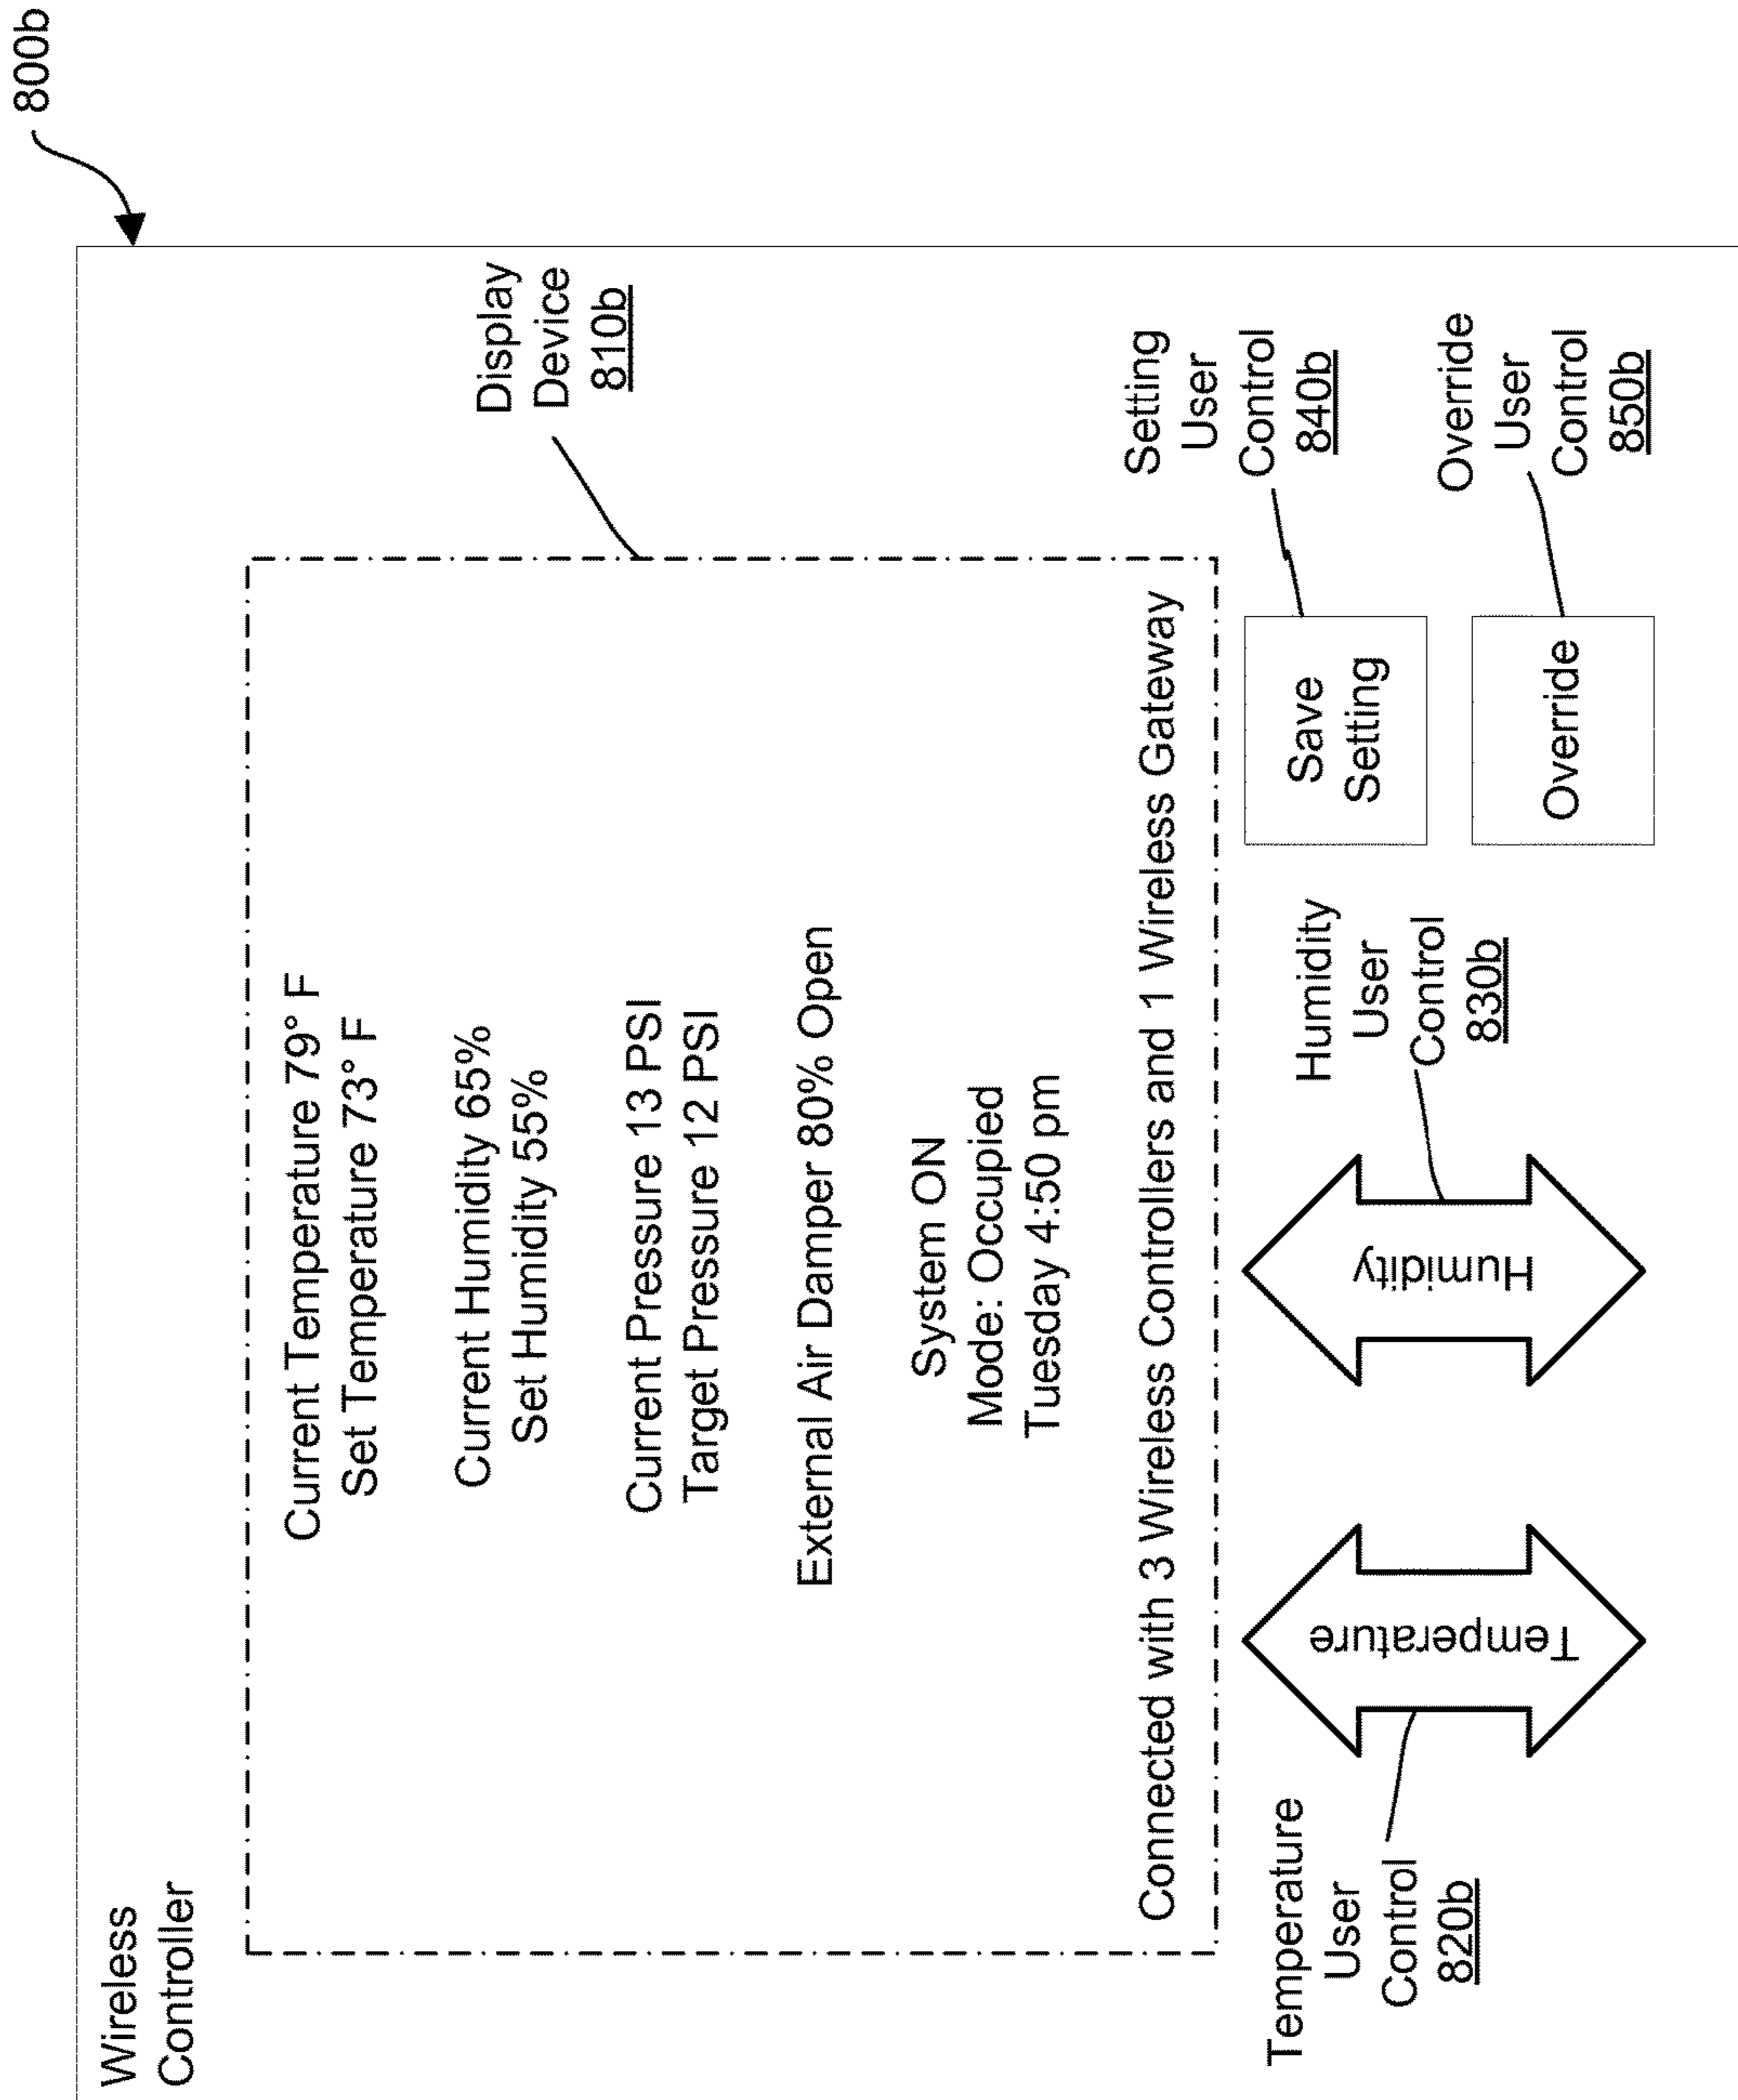 800b
Wireless
Controller
Display
Device
810b
Current Temperature 79° F
Set Temperature 73° F
Current Humidity 65%
Set Humidity 55%
Current Pressure 13 PSI
Target Pressure 12 PSI
External Air Damper 80% Open
System ON
Mode: Occupied
Tuesday 4:50 pm
Connected with 3 Wireless Controllers and 1 Wireless Gateway
Temperature
User
Control
820b
Temperature
Humidity
Humidity
User
Control
830b
Save
Setting
Setting
User
Control
840b
Override
Override
User
Control
850b